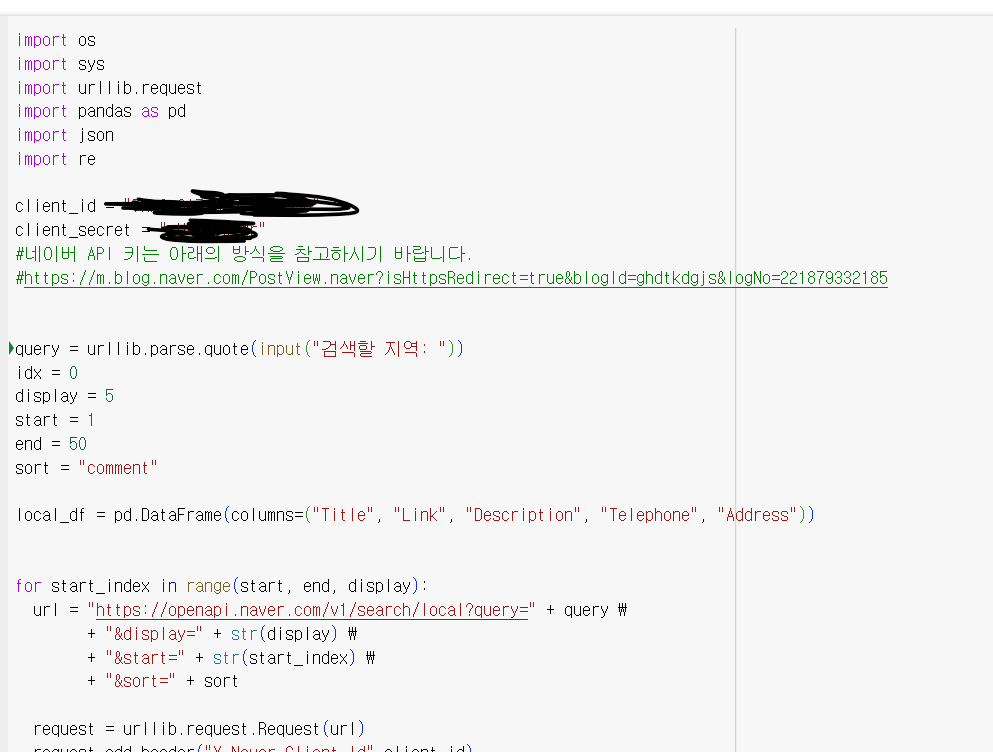 import os
import sys
import urllib.request
import pandas as pd
import json
import re
client_id = "
client_secret = "
#네이버 API 키는 아래의 방식을 참고하시기 바랍니다.
#https://m.blog.naver.com/PostView.naver?isHttpsRedirect=true&blogId=ghdtkdgjs&logNo=221879332185
query = urllib.parse.quote(input("검색할 지역: "))
idx = 0
display = 5
start = 1
end = 50
sort = "comment"
local_df = pd.DataFrame(columns=("Title", "Link", "Description", "Telephone", "Address"))
for start_index in range(start, end, display):
url = "https://openapi.naver.com/v1/search/local?query=" + query ₩
+ "&display=" + str(display) ₩
+ "&start=" + str(start_index) ₩
+ "&sort=" + sort
request = urllib.request.Request(url)
request.add_header("X-Naver-Client-Id",client_id)